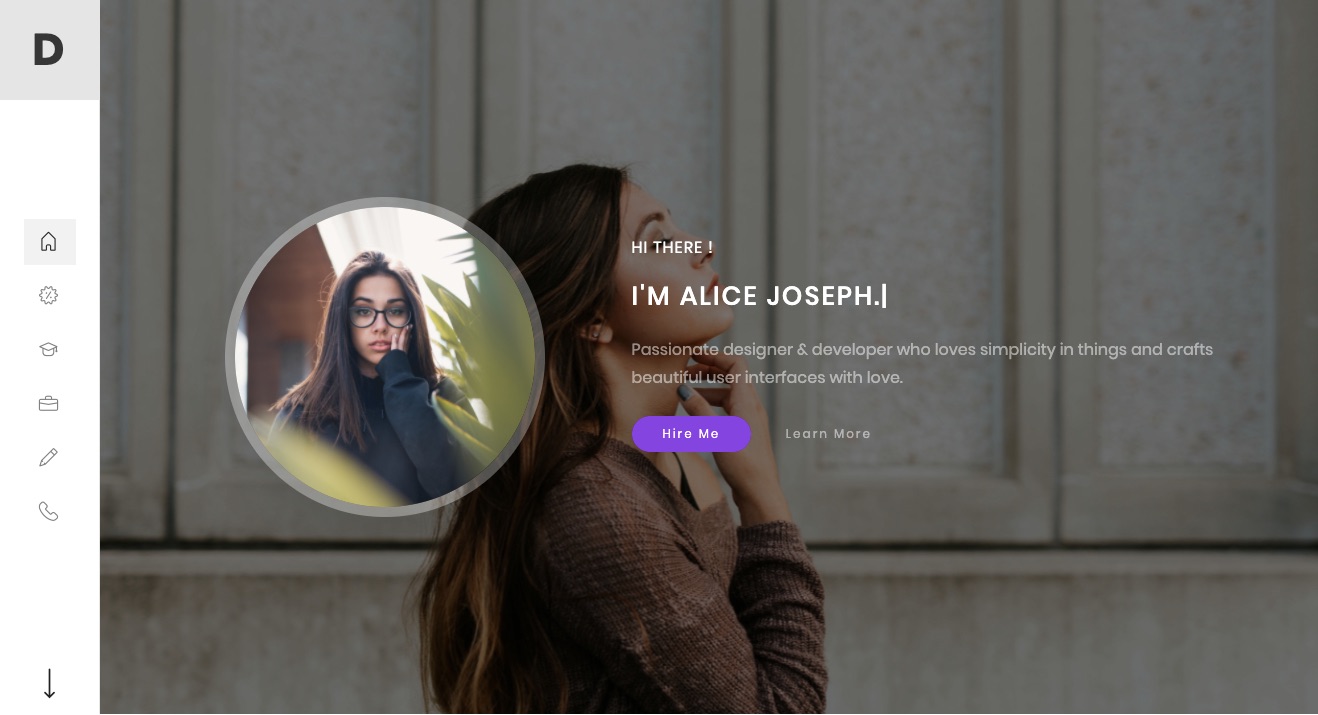 D
HI THERE !
I'M ALICE JOSEPH.|
Passionate designer & developer who loves simplicity in things and crafts
beautiful user interfaces with love.
Hire Me
Learn More